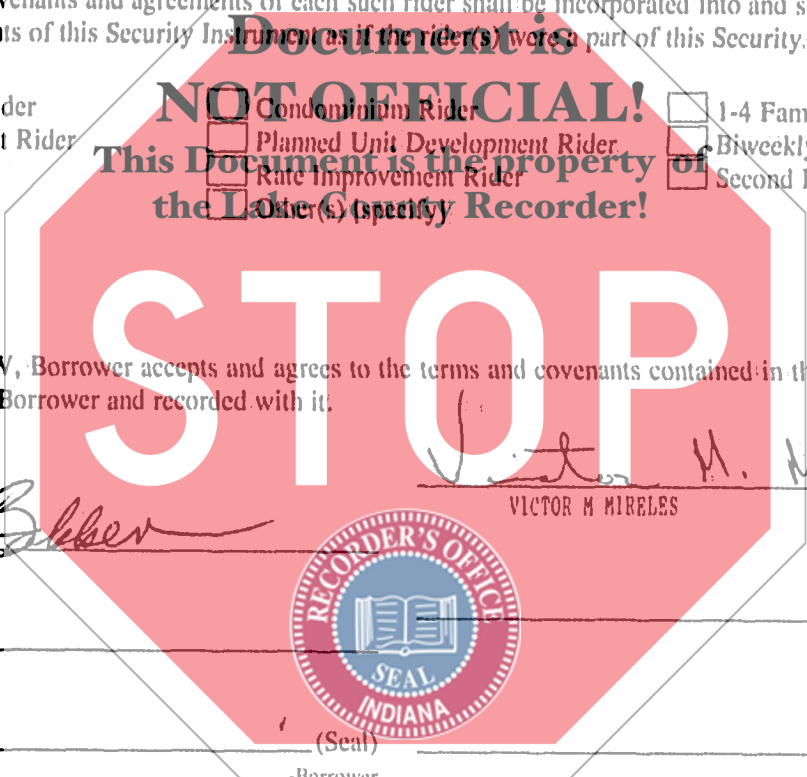 venants and agreements of each such rider shall be incorporated into and s
ts of this Security Instrument as if the rider(s) were a part of this Security
Document is
NOT OFFICIAL!
This Document is the property of
the Lake County Recorder!
der Condominium Rider 1-4 Fam
t Rider Planned Unit Development Rider Biweekly
Rate Improvement Rider Second
Other(s) (specify)
STOP
, Borrower accepts and agrees to the terms and covenants contained in th
Borrower and recorded with it.
Victor M.
VICTOR M MIRELES
RECORDER'S OFFICE
SEAL
INDIANA
(Seal)
-Borrower